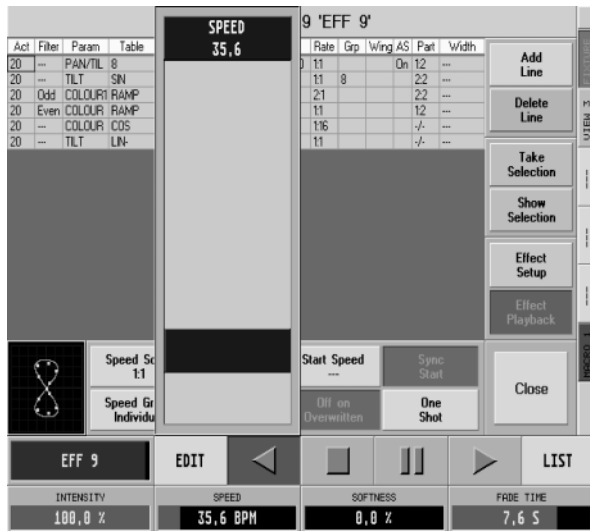 SPEED
35,6
9 'EFF 9'
Act Filter Param Table Rate Grp Wing AS Part Width
20 --- PAN/TIL 8 1:1 On 1:2 ---
20 --- TILT SIN 1:1 8 2:2 ---
20 Odd COLOUR1 RAMP 2:1 2:2 ---
20 Even COLOUR RAMP 1:1 1:2 ---
20 --- COLOUR COS 1:16 -/- ---
20 --- TILT LIN- 1:1 -/- ---
Add
Line
Delete
Line
Take
Selection
Show
Selection
Effect
Setup
Effect
Playback
Close
VIEW M
MACRO 1
Speed Sc
1:1
Start Speed
---
Sync
Start
Speed Gr
Individu
Off on
Overwritten
One
Shot
EFF 9
EDIT
LIST
INTENSITY
100,0 %
SPEED
35,6 BPM
SOFTNESS
0,0 %
FADE TIME
7,6 S